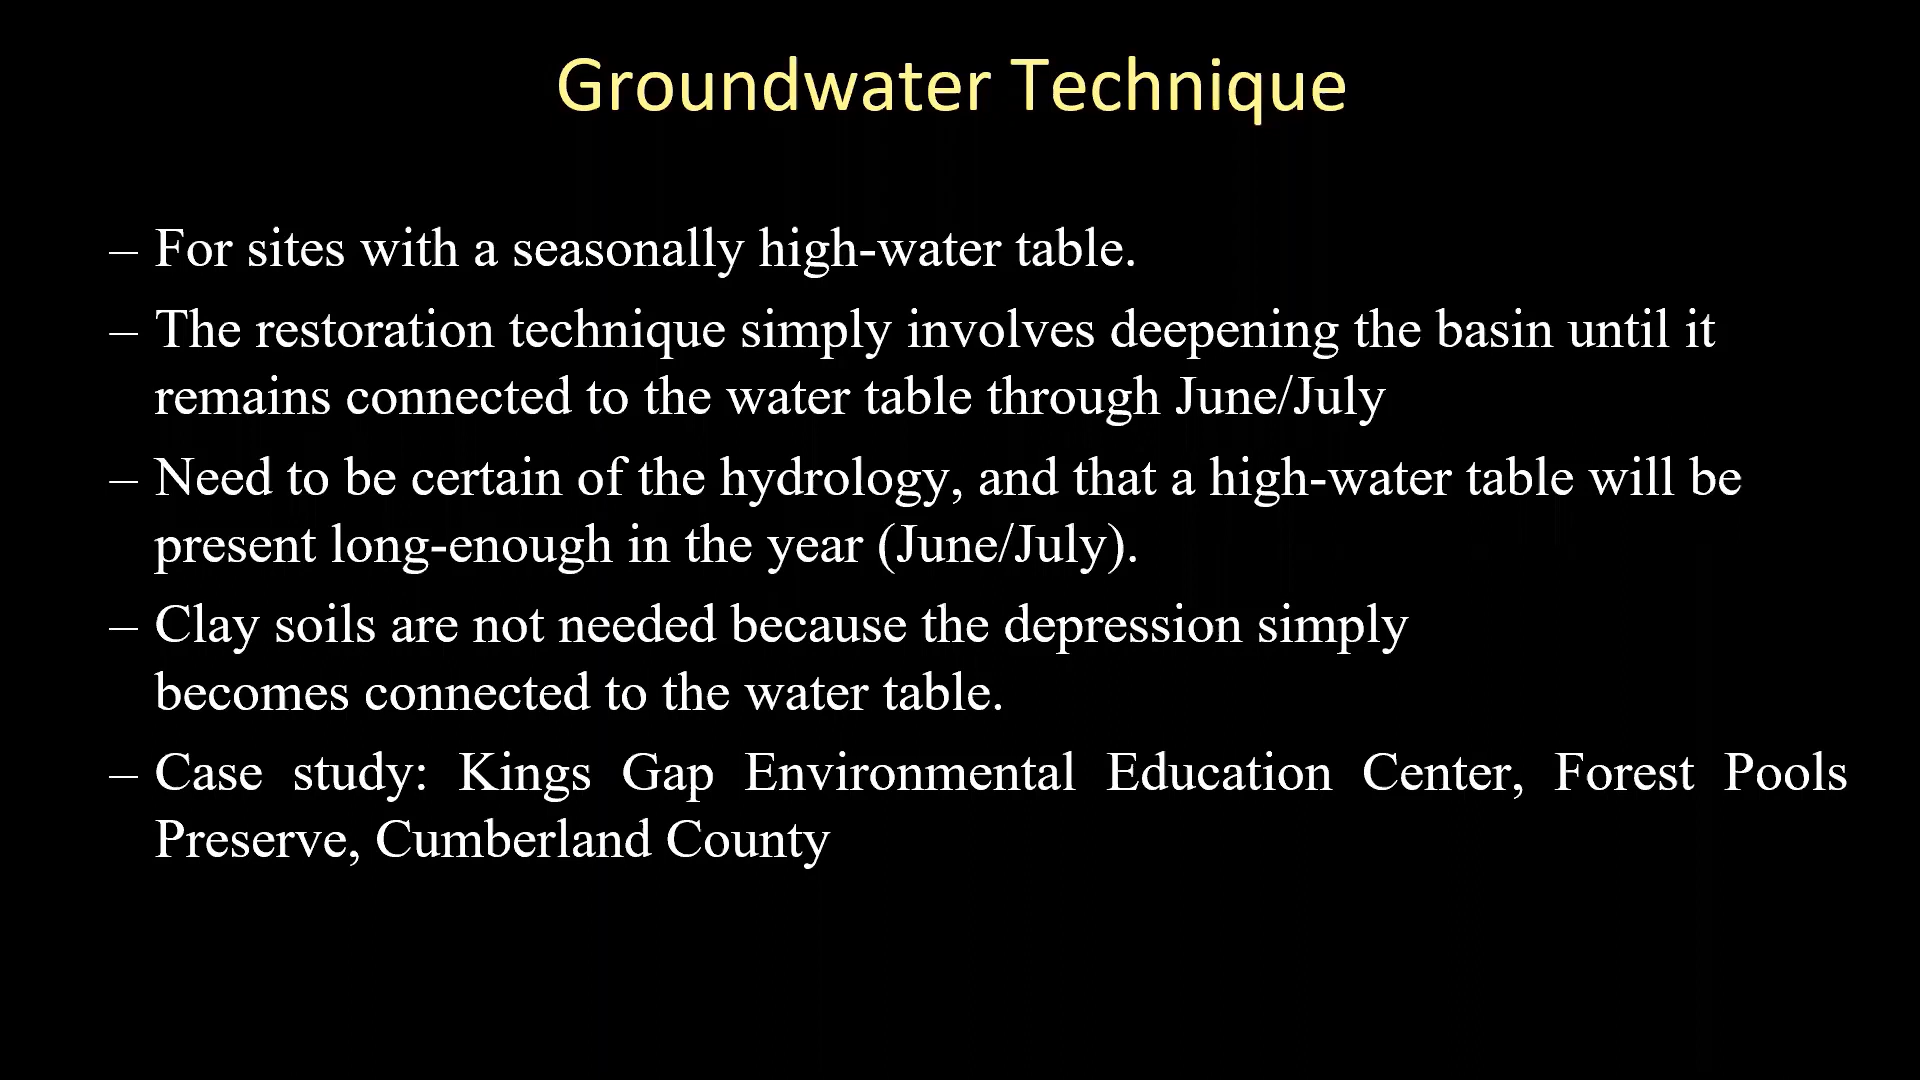 Groundwater Technique
– For sites with a seasonally high-water table.
– The restoration technique simply involves deepening the basin until it
remains connected to the water table through June/July
– Need to be certain of the hydrology, and that a high-water table will be
present long-enough in the year (June/July).
– Clay soils are not needed because the depression simply
becomes connected to the water table.
– Case study: Kings Gap Environmental Education Center, Forest Pools
Preserve, Cumberland County